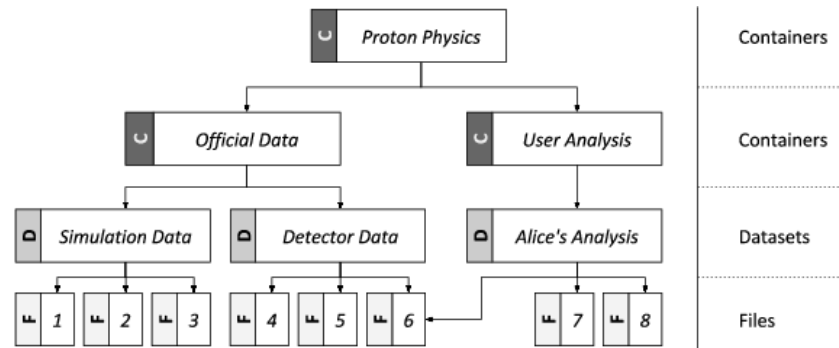 C Proton Physics Containers
C Official Data C User Analysis Containers
D Simulation Data D Detector Data D Alice's Analysis Datasets
F 1 F 2 F 3 F 4 F 5 F 6 F 7 F 8 Files